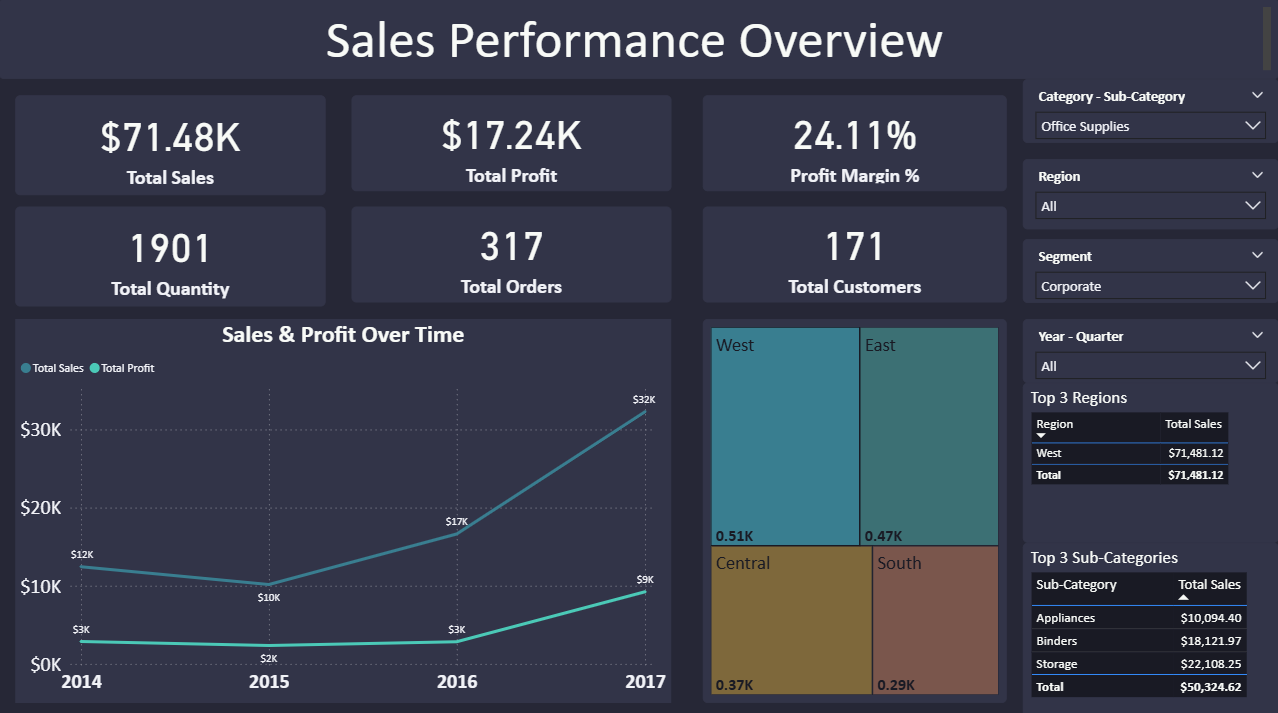 Sales Performance Overview
$71.48K
Total Sales
$17.24K
Total Profit
24.11%
Profit Margin %
1901
Total Quantity
317
Total Orders
171
Total Customers
Category - Sub-Category
Office Supplies
Region
All
Segment
Corporate
Year - Quarter
All
Sales & Profit Over Time
Total Sales Total Profit
$30K
$20K
$10K
$0K
$12K
$10K
$17K
$32K
$3K
$2K
$3K
$9K
2014 2015 2016 2017
West
0.51K
East
0.47K
Central
0.37K
South
0.29K
Top 3 Regions
Region Total Sales
West $71,481.12
Total $71,481.12
Top 3 Sub-Categories
Sub-Category Total Sales
Appliances $10,094.40
Binders $18,121.97
Storage $22,108.25
Total $50,324.62